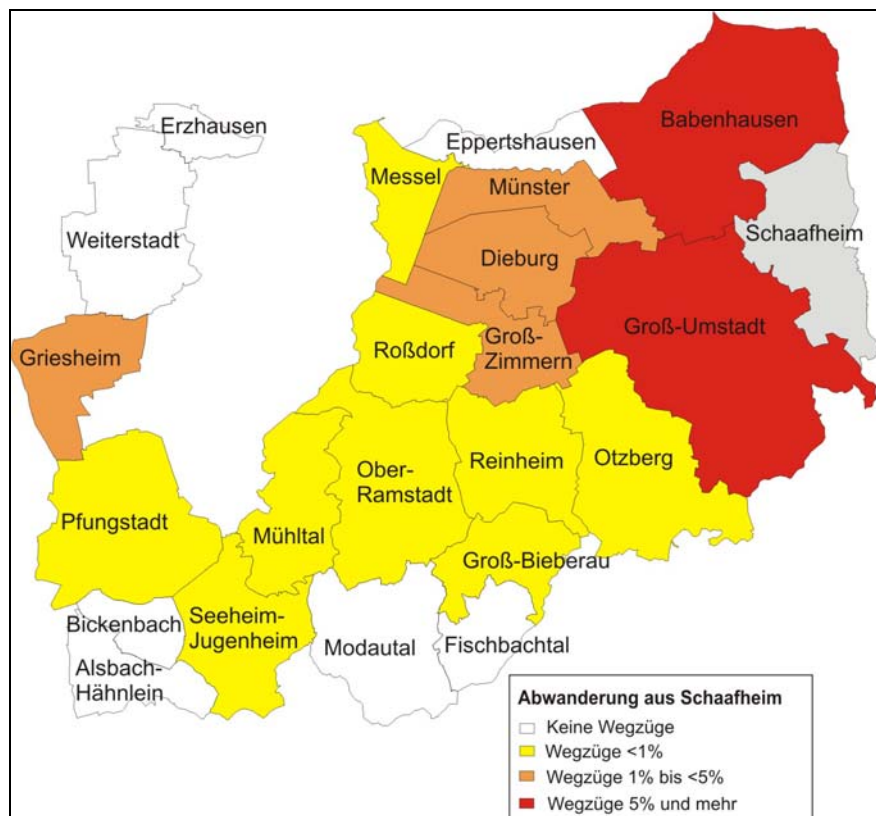 Erzhausen
Eppertshausen
Babenhausen
Messel
Münster
Weiterstadt
Schaafheim
Dieburg
Groß-Umstadt
Griesheim
Roßdorf
Groß-
Zimmern
Ober-
Ramstadt
Reinheim
Otzberg
Pfungstadt
Mühltal
Groß-Bieberau
Seeheim-
Jugenheim
Bickenbach
Modautal
Fischbachtal
Alsbach-
Hähnlein
Abwanderung aus Schaafheim
Keine Wegzüge
Wegzüge <1%
Wegzüge 1% bis <5%
Wegzüge 5% und mehr